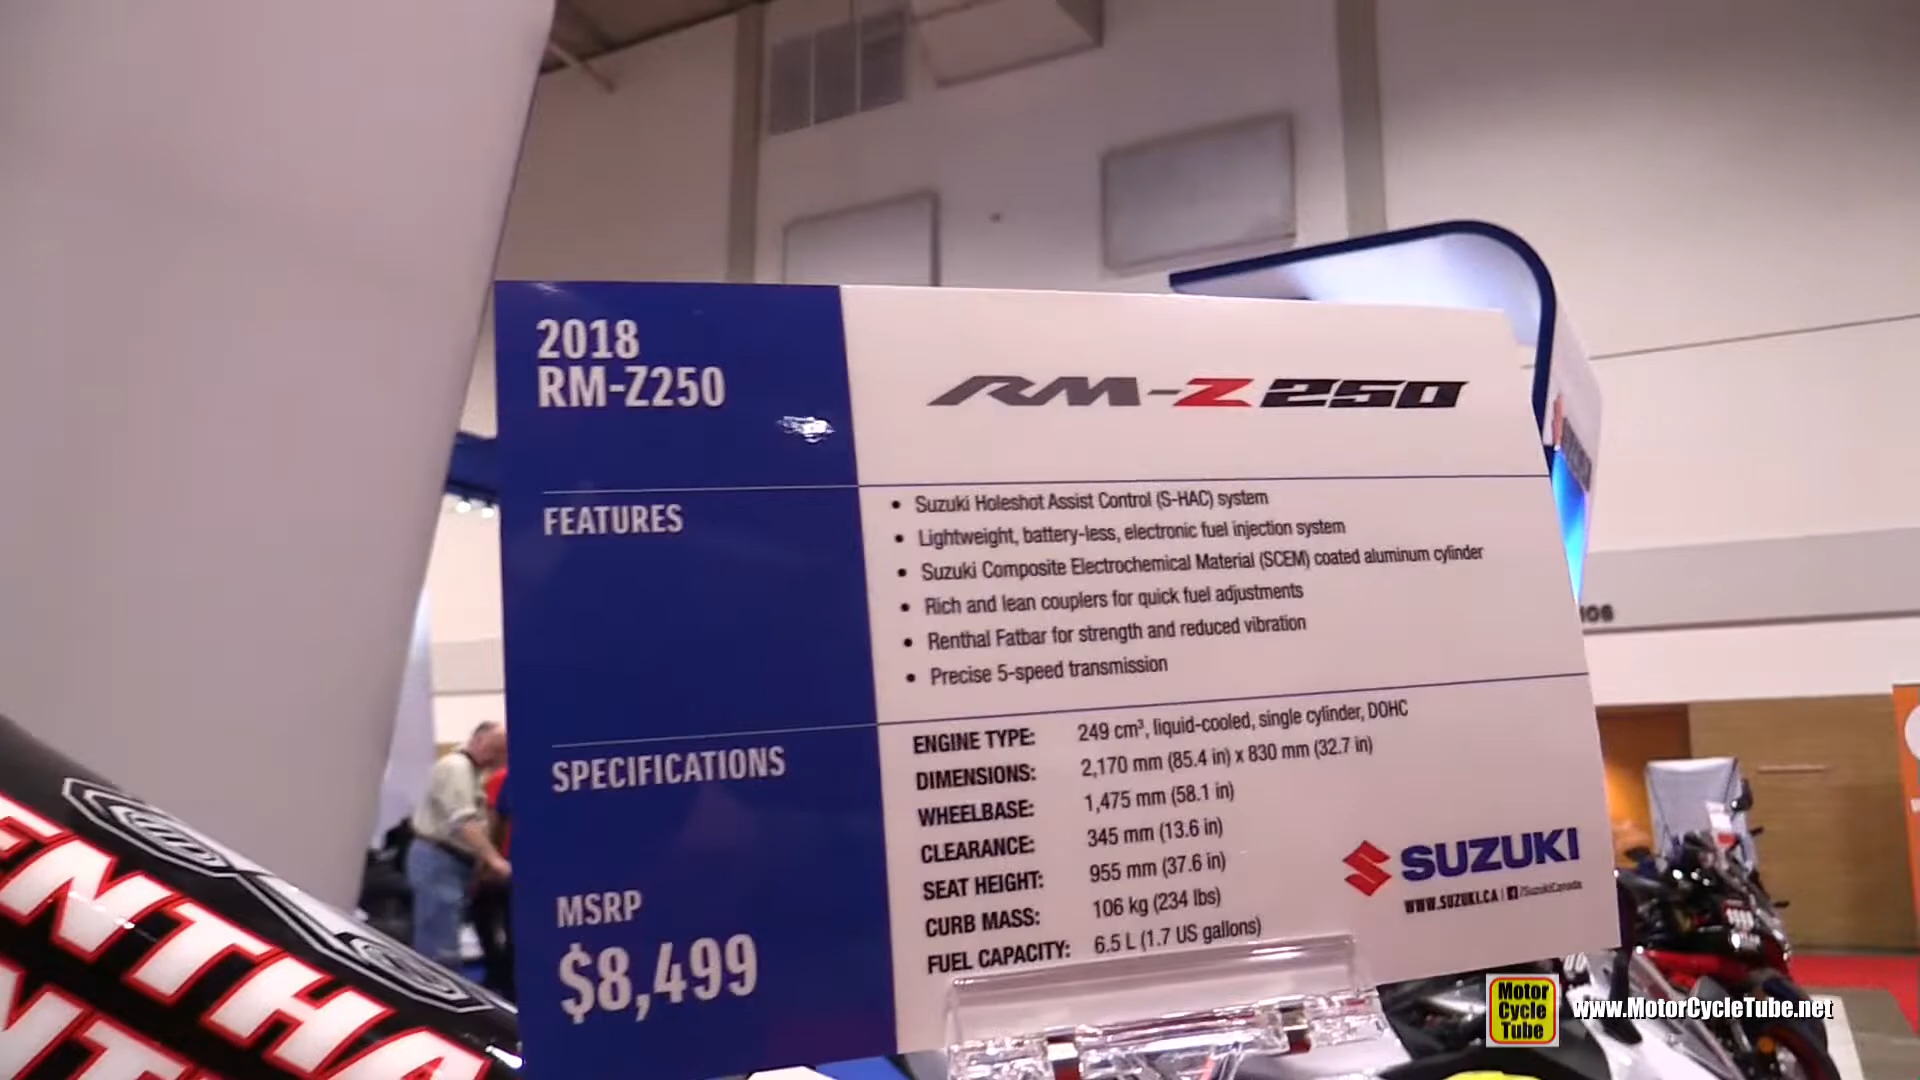 2018
RM-Z250
RM-Z250
FEATURES
• Suzuki Holeshot Assist Control (S-HAC) system
• Lightweight, battery-less, electronic fuel injection system
• Suzuki Composite Electrochemical Material (SCEM) coated aluminum cylinder
• Rich and lean couplers for quick fuel adjustments
• Renthal Fatbar for strength and reduced vibration
• Precise 5-speed transmission
SPECIFICATIONS
ENGINE TYPE: 249 cm³, liquid-cooled, single cylinder, DOHC
DIMENSIONS: 2,170 mm (85.4 in) x 830 mm (32.7 in)
WHEELBASE: 1,475 mm (58.1 in)
CLEARANCE: 345 mm (13.6 in)
SEAT HEIGHT: 955 mm (37.6 in)
CURB MASS: 106 kg (234 lbs)
FUEL CAPACITY: 6.5 L (1.7 US gallons)
MSRP
$8,499
SUZUKI
WWW.SUZUKI.CA | f/SuzukiCanada
ENTHA
NT
Motor
Cycle
Tube
www.MotorCycleTube.net